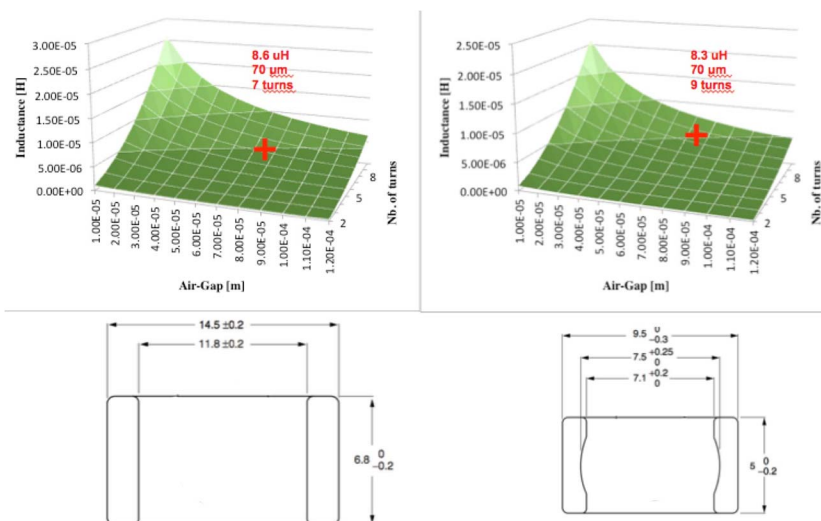 3.00E-05
2.50E-05
2.00E-05
1.50E-05
1.00E-05
5.00E-06
0.00E+00
Inductance [H]
8.6 uH
70 µm
7 turns
1.00E-05
2.00E-05
3.00E-05
4.00E-05
5.00E-05
6.00E-05
7.00E-05
8.00E-05
9.00E-05
1.00E-04
1.10E-04
1.20E-04
Air-Gap [m]
2
5
8
Nb. of turns
2.50E-05
2.00E-05
1.50E-05
1.00E-05
5.00E-06
0.00E+00
Inductance [H]
8.3 uH
70 µm
9 turns
1.00E-05
2.00E-05
3.00E-05
4.00E-05
5.00E-05
6.00E-05
7.00E-05
8.00E-05
9.00E-05
1.00E-04
1.10E-04
1.20E-04
Air-Gap [m]
2
5
8
Nb. of turns
14.5 ±0.2
11.8 ±0.2
6.8 0
-0.2
9.5
-0.3
7.5 +0.25
0
7.1 +0.2
0
5 0
-0.2